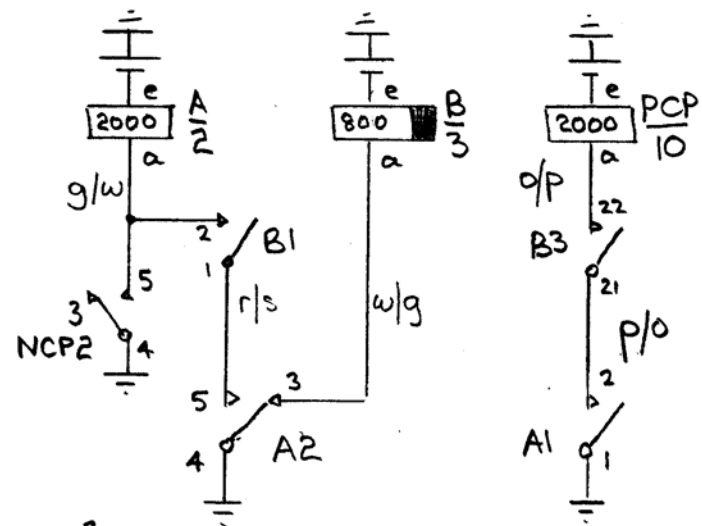 e e e
2000 A/2 800 B/3 2000 PCP/10
a a a
g/w o/p
2 B1 22
B3
1 21
5 r/s w/g p/o
3
NCP2 4
5 3 2
4 A2 A1 1